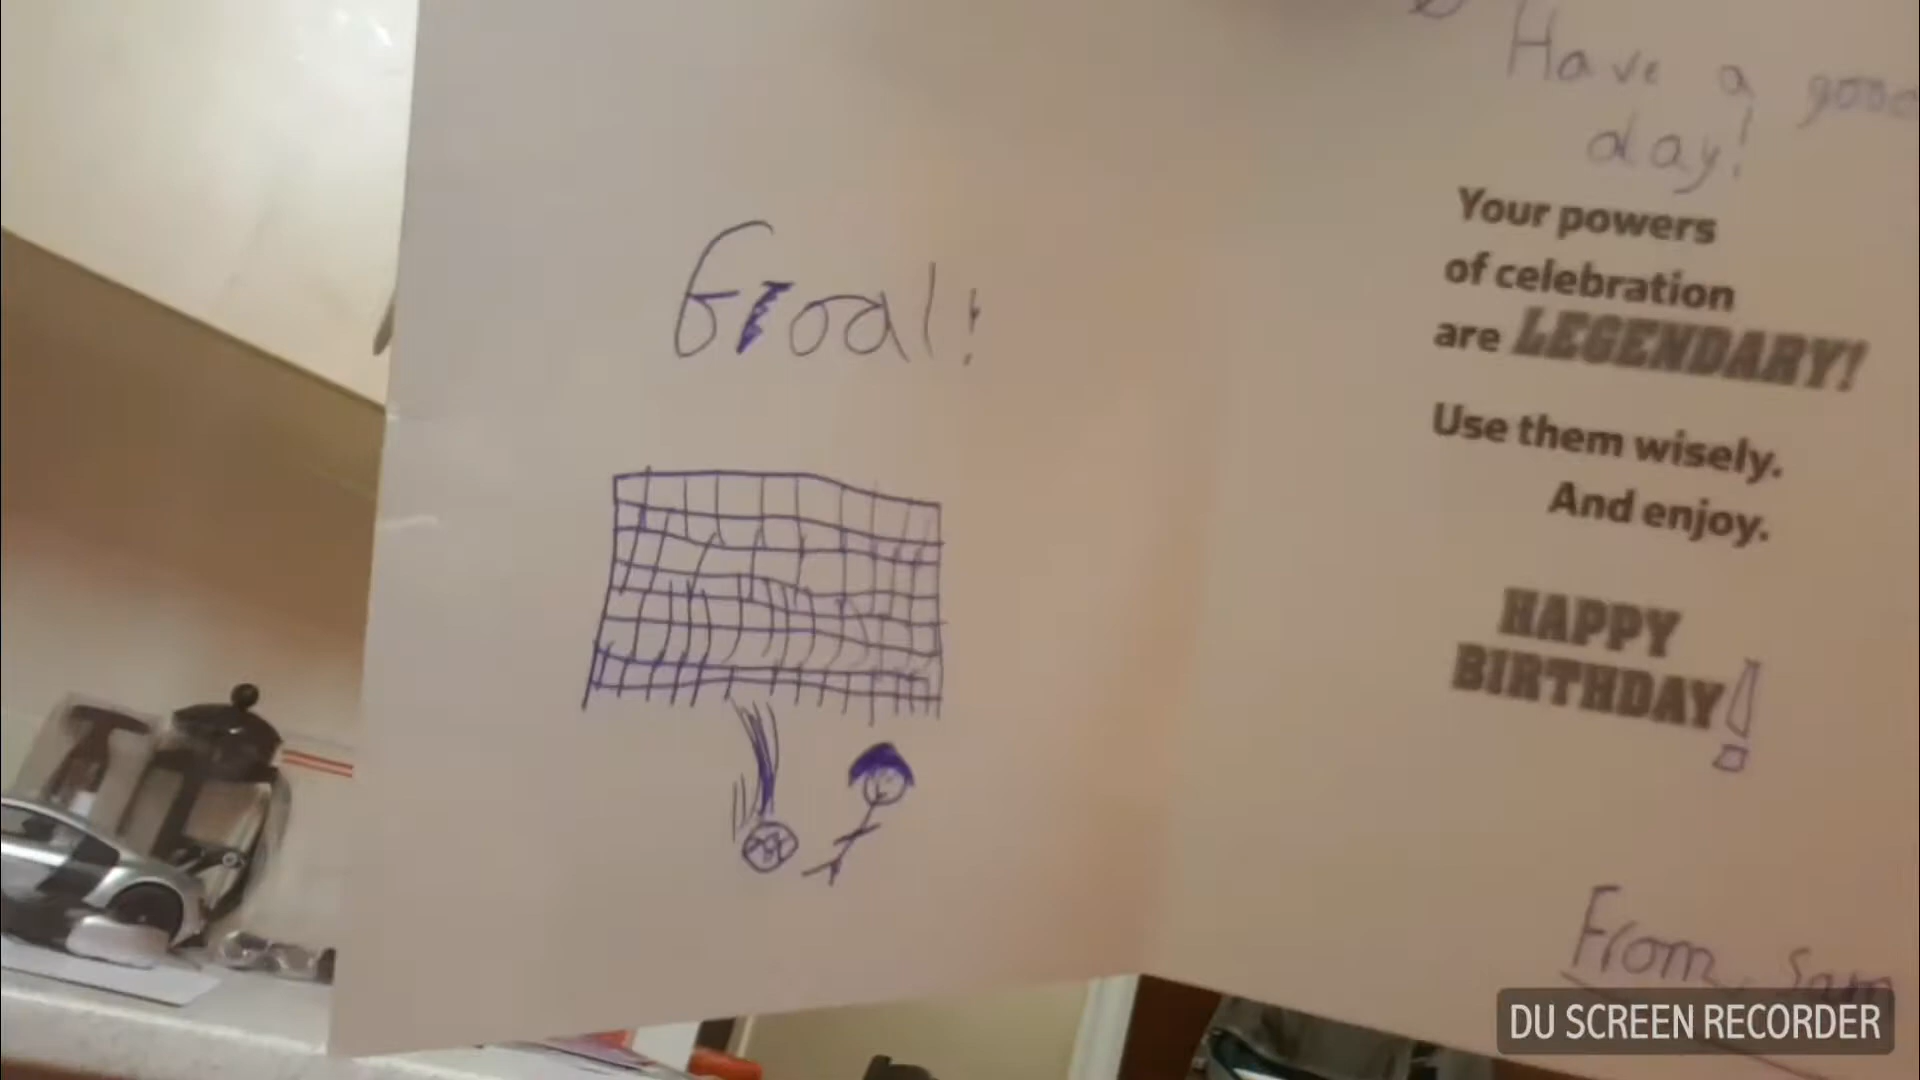 Goal!
Have a good
day!
Your powers
of celebration
are LEGENDARY!
Use them wisely.
And enjoy.
HAPPY
BIRTHDAY!
From, Sam
DU SCREEN RECORDER